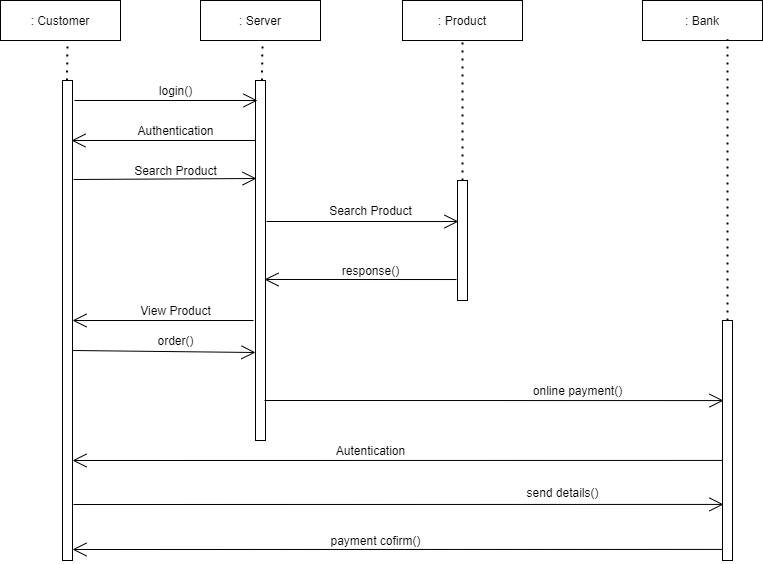 : Customer
: Server
: Product
: Bank
login()
Authentication
Search Product
Search Product
response()
View Product
order()
online payment()
Autentication
send details()
payment cofirm()